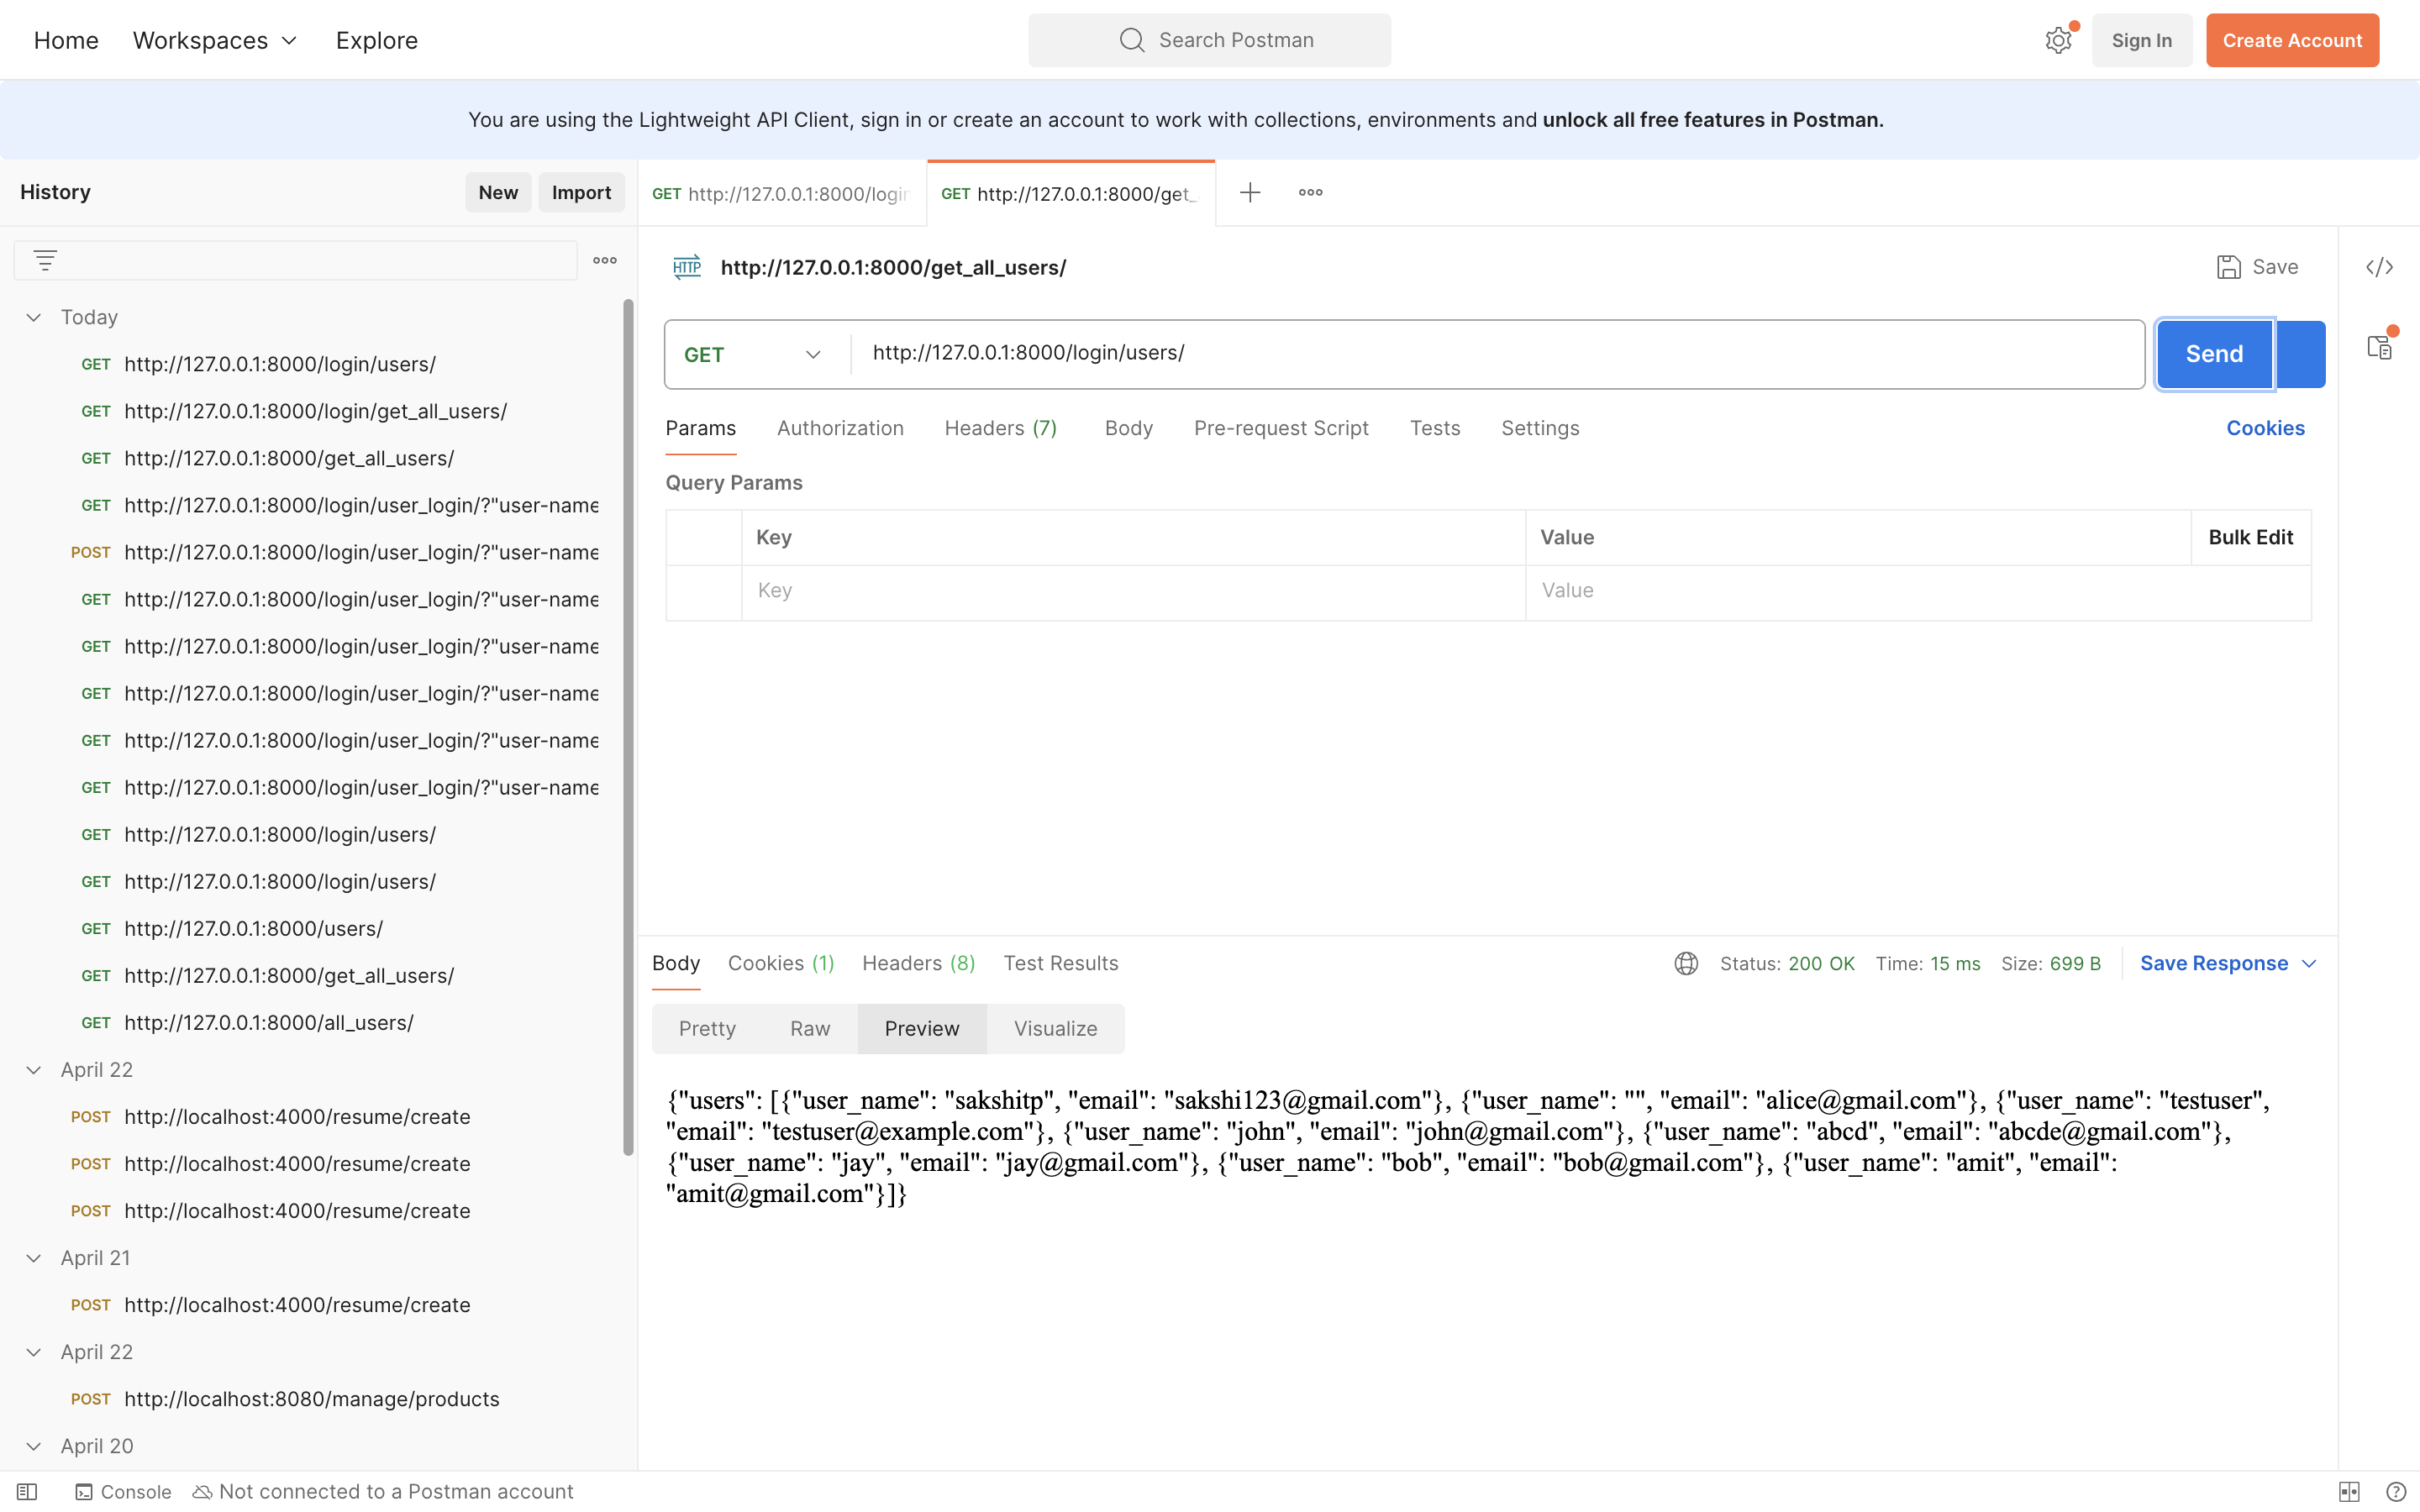 Home Workspaces Explore Search Postman Sign In Create Account
You are using the Lightweight API Client, sign in or create an account to work with collections, environments and unlock all free features in Postman.
History New Import
GET http://127.0.0.1:8000/login GET http://127.0.0.1:8000/get_
Today
GET http://127.0.0.1:8000/login/users/
GET http://127.0.0.1:8000/login/get_all_users/
GET http://127.0.0.1:8000/get_all_users/
GET http://127.0.0.1:8000/login/user_login/?"user-name
POST http://127.0.0.1:8000/login/user_login/?"user-name
GET http://127.0.0.1:8000/login/user_login/?"user-name
GET http://127.0.0.1:8000/login/user_login/?"user-name
GET http://127.0.0.1:8000/login/user_login/?"user-name
GET http://127.0.0.1:8000/login/user_login/?"user-name
GET http://127.0.0.1:8000/login/user_login/?"user-name
GET http://127.0.0.1:8000/login/users/
GET http://127.0.0.1:8000/login/users/
GET http://127.0.0.1:8000/users/
GET http://127.0.0.1:8000/get_all_users/
GET http://127.0.0.1:8000/all_users/
April 22
POST http://localhost:4000/resume/create
POST http://localhost:4000/resume/create
POST http://localhost:4000/resume/create
April 21
POST http://localhost:4000/resume/create
April 22
POST http://localhost:8080/manage/products
April 20
HTTP http://127.0.0.1:8000/get_all_users/ Save
GET http://127.0.0.1:8000/login/users/ Send
Params Authorization Headers (7) Body Pre-request Script Tests Settings Cookies
Query Params
Key Value Bulk Edit
Key Value
Body Cookies (1) Headers (8) Test Results Status: 200 OK Time: 15 ms Size: 699 B Save Response
Pretty Raw Preview Visualize
{"users": [{"user_name": "sakshitp", "email": "sakshi123@gmail.com"}, {"user_name": "", "email": "alice@gmail.com"}, {"user_name": "testuser",
"email": "testuser@example.com"}, {"user_name": "john", "email": "john@gmail.com"}, {"user_name": "abcd", "email": "abcde@gmail.com"},
{"user_name": "jay", "email": "jay@gmail.com"}, {"user_name": "bob", "email": "bob@gmail.com"}, {"user_name": "amit", "email":
"amit@gmail.com"}]}
Console Not connected to a Postman account